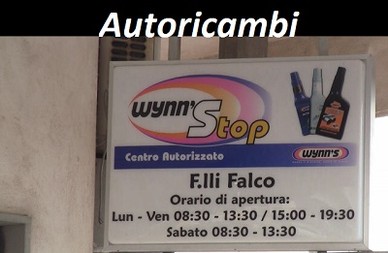 Autoricambi
WYNN'S
Stop
Centro Autorizzato
WYNN'S
F.lli Falco
Orario di apertura:
Lun - Ven 08:30 - 13:30 / 15:00 - 19:30
Sabato 08:30 - 13:30